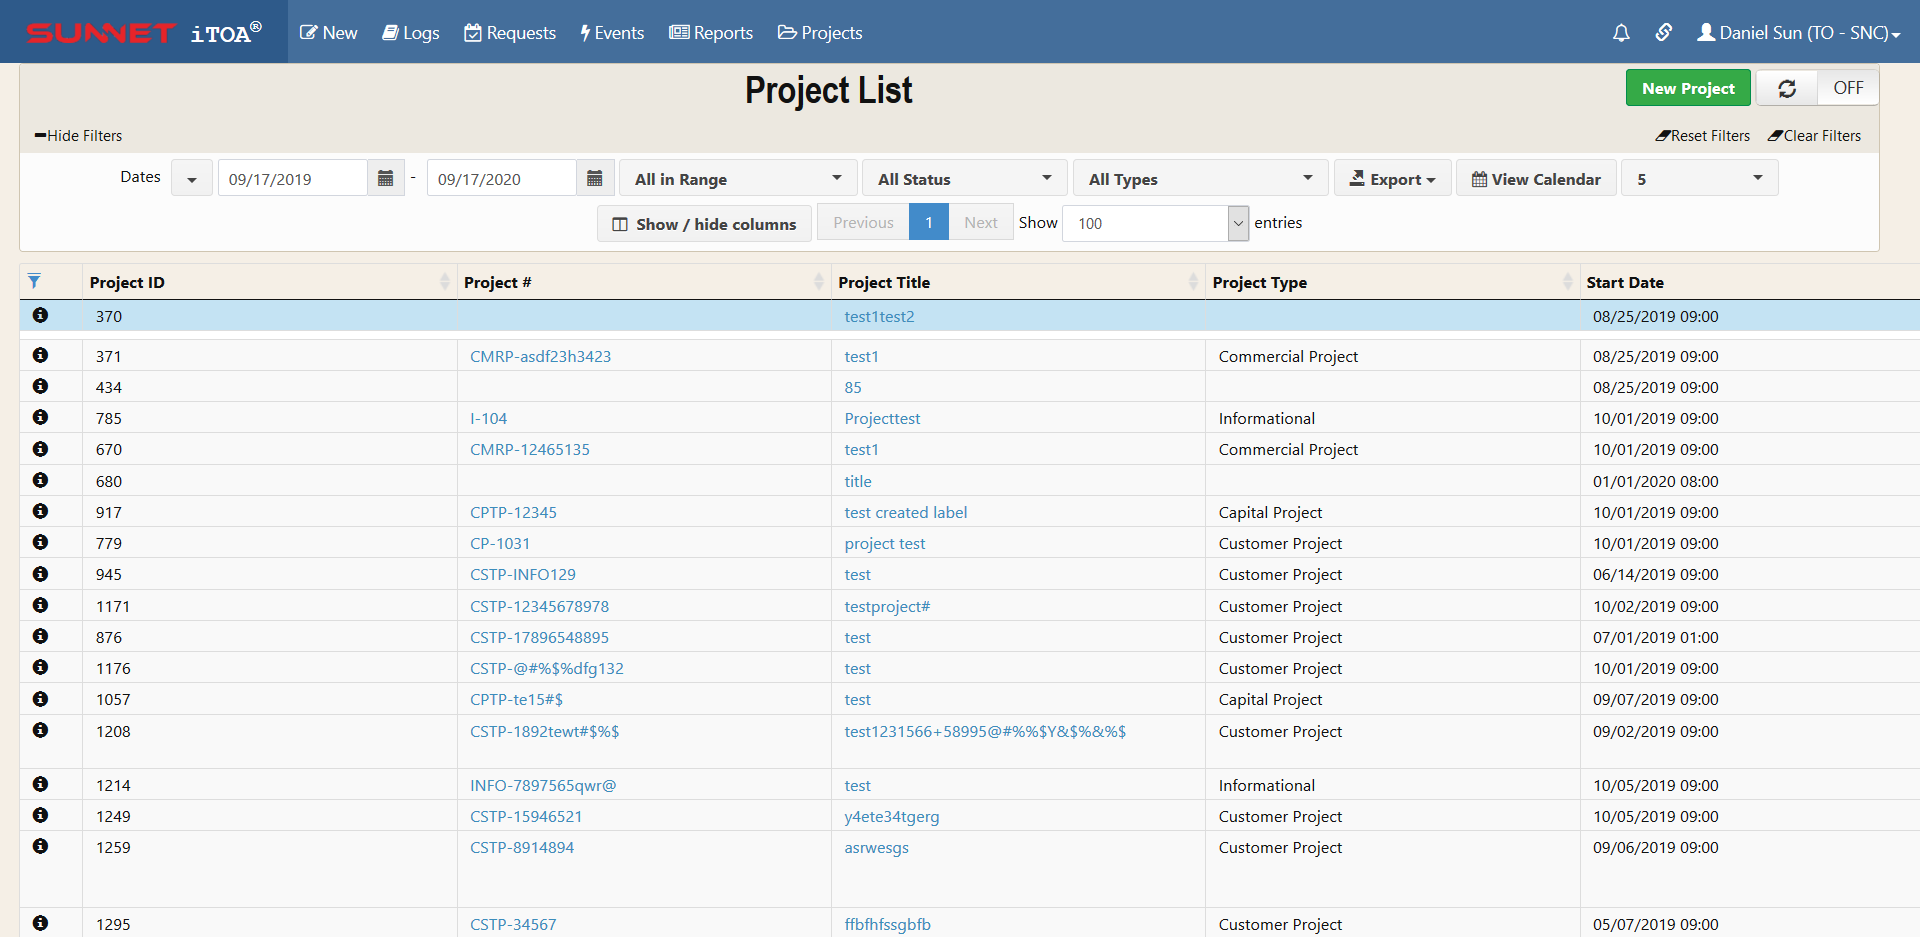 SUNNET iTOA® New Logs Requests Events Reports Projects Daniel Sun (TO - SNC)
Project List New Project OFF
Hide Filters Reset Filters Clear Filters
Dates 09/17/2019 - 09/17/2020 All in Range All Status All Types Export View Calendar 5
Show / hide columns Previous 1 Next Show 100 entries
Project ID Project # Project Title Project Type Start Date
370 test1test2 08/25/2019 09:00
371 CMRP-asdf23h3423 test1 Commercial Project 08/25/2019 09:00
434 85 08/25/2019 09:00
785 I-104 Projecttest Informational 10/01/2019 09:00
670 CMRP-12465135 test1 Commercial Project 10/01/2019 09:00
680 title 01/01/2020 08:00
917 CPTP-12345 test created label Capital Project 10/01/2019 09:00
779 CP-1031 project test Customer Project 10/01/2019 09:00
945 CSTP-INFO129 test Customer Project 06/14/2019 09:00
1171 CSTP-12345678978 testproject# Customer Project 10/02/2019 09:00
876 CSTP-17896548895 test Customer Project 07/01/2019 01:00
1176 CSTP-@#%$%dfg132 test Customer Project 10/01/2019 09:00
1057 CPTP-te15#$ test Capital Project 09/07/2019 09:00
1208 CSTP-1892tewt#$%$ test1231566+58995@#%%$Y&$%&%$ Customer Project 09/02/2019 09:00
1214 INFO-7897565qwr@ test Informational 10/05/2019 09:00
1249 CSTP-15946521 y4ete34tgerg Customer Project 10/05/2019 09:00
1259 CSTP-8914894 asrwesgs Customer Project 09/06/2019 09:00
1295 CSTP-34567 ffbfhfssgbfb Customer Project 05/07/2019 09:00